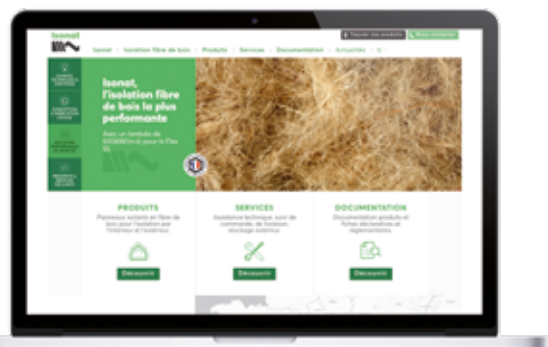 Isonat
Trouver nos produits
Nous contacter
Isonat Isolation fibre de bois Produits Services Documentation Actualités
Isonat,
l'isolation fibre
de bois la plus
performante
Avec un lambda de
pour le Flex
PRODUITS
Panneaux isolants en fibre de
bois pour l'isolation par
l'intérieur et l'extérieur.
Découvrir
SERVICES
Assistance technique, suivi de
commande, de livraison,
stockage extérieur.
Découvrir
DOCUMENTATION
Documentation produits et
fiches déclaratives et
réglementaires.
Découvrir